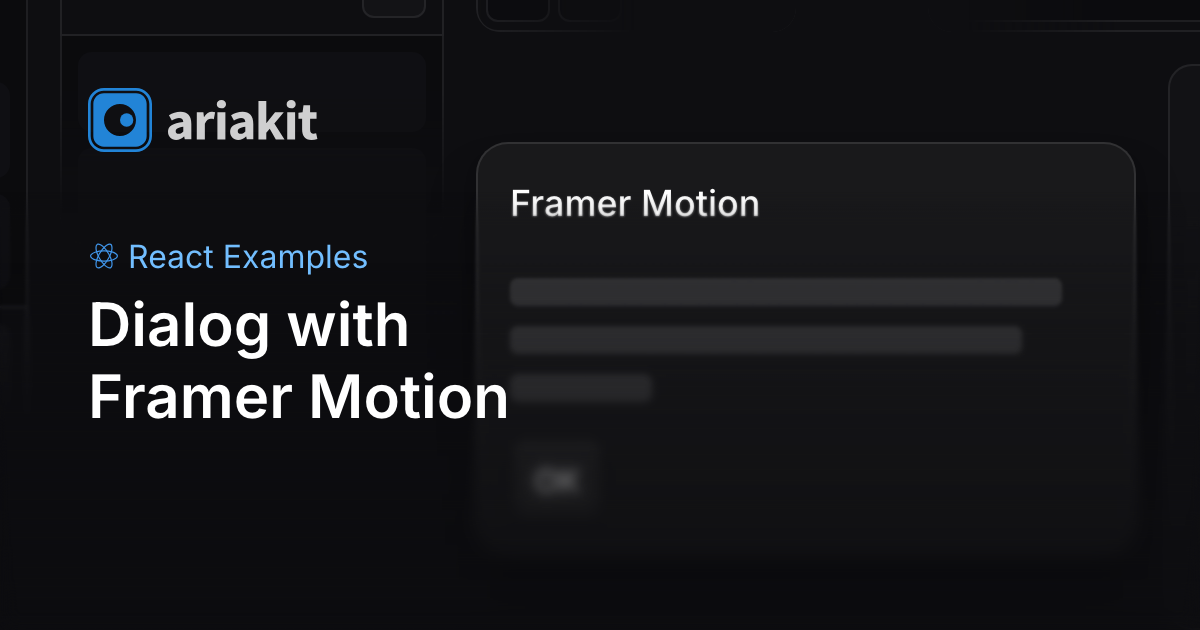 ariakit
React Examples
Dialog with
Framer Motion
Framer Motion
OK